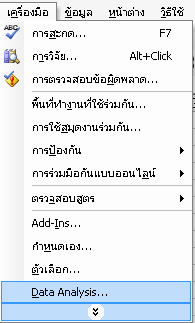 เครื่องมือ ข้อมูล หน้าต่าง วิธีใช้
ABC การสะกด... F7
การวิจัย... Alt+Click
การตรวจสอบข้อผิดพลาด...
พื้นที่ทำงานที่ใช้ร่วมกัน...
การใช้สมุดงานร่วมกัน...
การป้องกัน
การร่วมมือกันแบบออนไลน์
ตรวจสอบสูตร
Add-Ins...
กำหนดเอง...
ตัวเลือก...
Data Analysis...